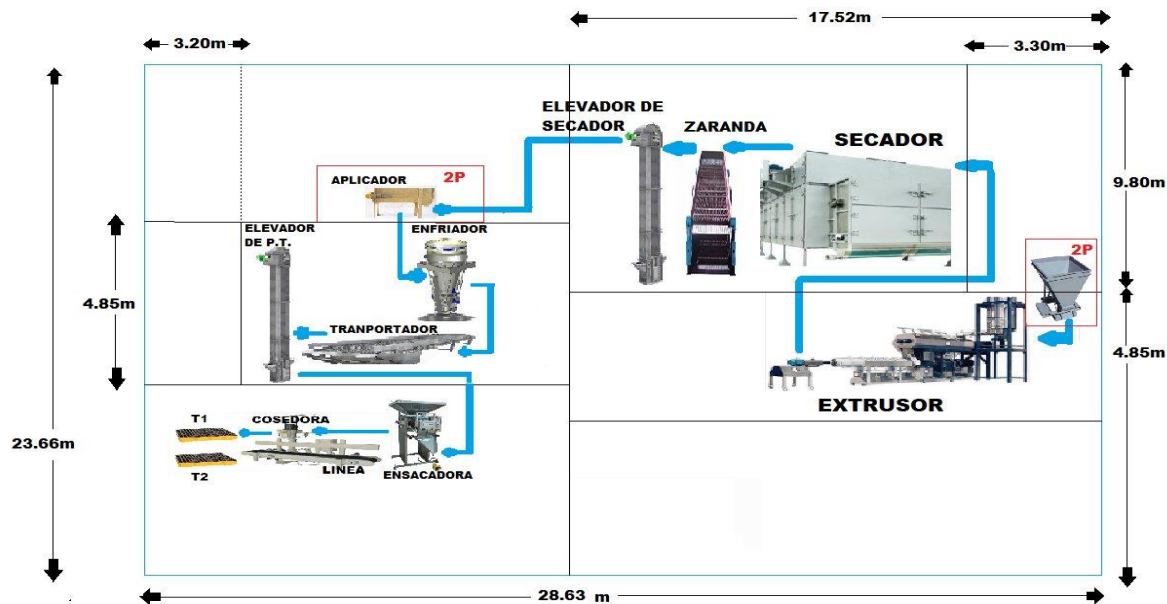 17.52m
3.20m
3.30m
ELEVADOR DE
SECADOR
ZARANDA
SECADOR
9.80m
APLICADOR
2P
ELEVADOR
DE P.T.
ENFRIADOR
2P
4.85m
TRANPORTADOR
4.85m
EXTRUSOR
T1
COSEDORA
23.66m
T2
LINEA
ENSACADORA
28.63 m